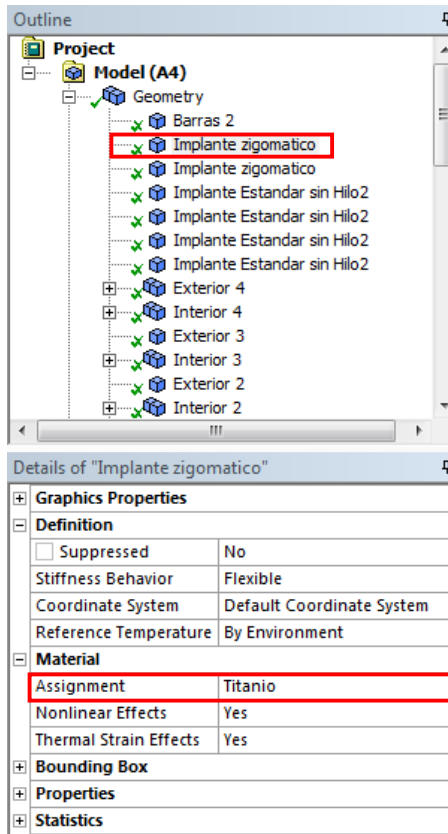 Outline
Project
Model (A4)
Geometry
Barras 2
Implante zigomatico
Implante zigomatico
Implante Estandar sin Hilo2
Implante Estandar sin Hilo2
Implante Estandar sin Hilo2
Implante Estandar sin Hilo2
Exterior 4
Interior 4
Exterior 3
Interior 3
Exterior 2
Interior 2
Details of "Implante zigomatico"
Graphics Properties
Definition
Suppressed No
Stiffness Behavior Flexible
Coordinate System Default Coordinate System
Reference Temperature By Environment
Material
Assignment Titanio
Nonlinear Effects Yes
Thermal Strain Effects Yes
Bounding Box
Properties
Statistics